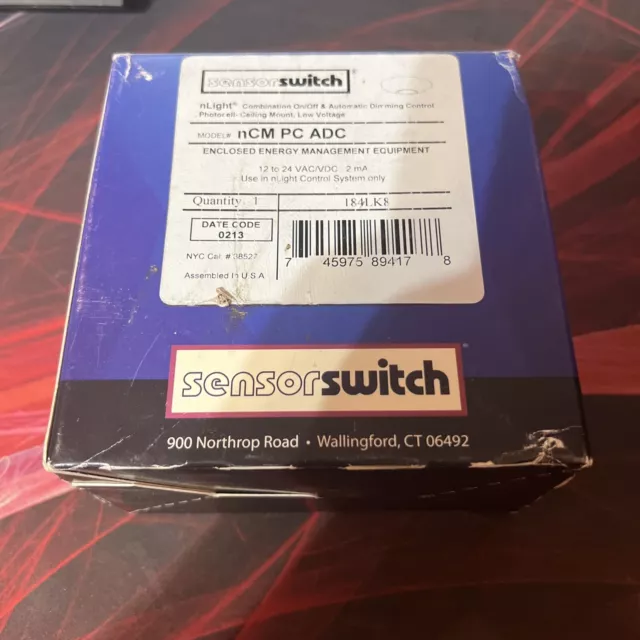 sensorswitch®
nLight® Combination On/Off & Automatic Dimming Control
Photocell- Ceiling Mount, Low Voltage
MODEL# nCM PC ADC
ENCLOSED ENERGY MANAGEMENT EQUIPMENT
12 to 24 VAC/VDC 2 mA
Use in nLight Control System only
Quantity 1 184LK8
DATE CODE
0213
NYC Cal. # 38527
Assembled In U.S.A
7 45975 89417 8
sensorswitch
900 Northrop Road • Wallingford, CT 06492